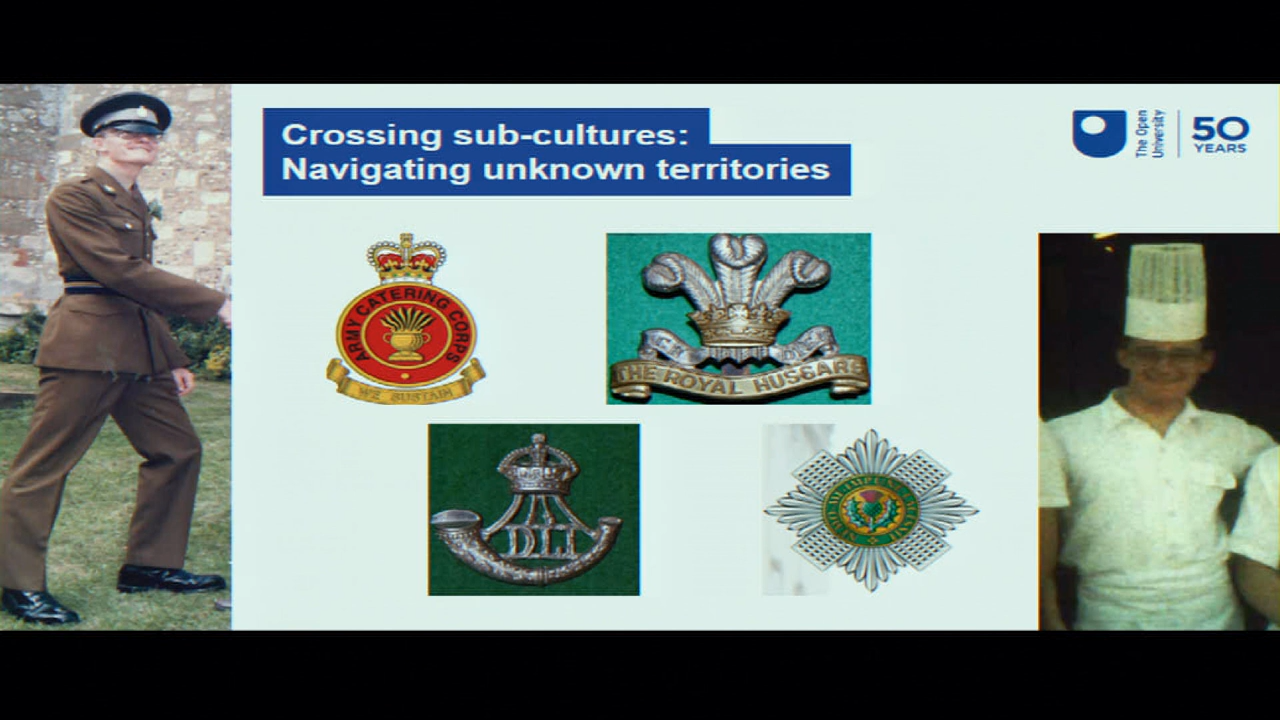 Crossing sub-cultures:
Navigating unknown territories
The Open
University
50
YEARS
ARMY CATERING CORPS
WE SUSTAIN
THE ROYAL HUSSARS
DLI